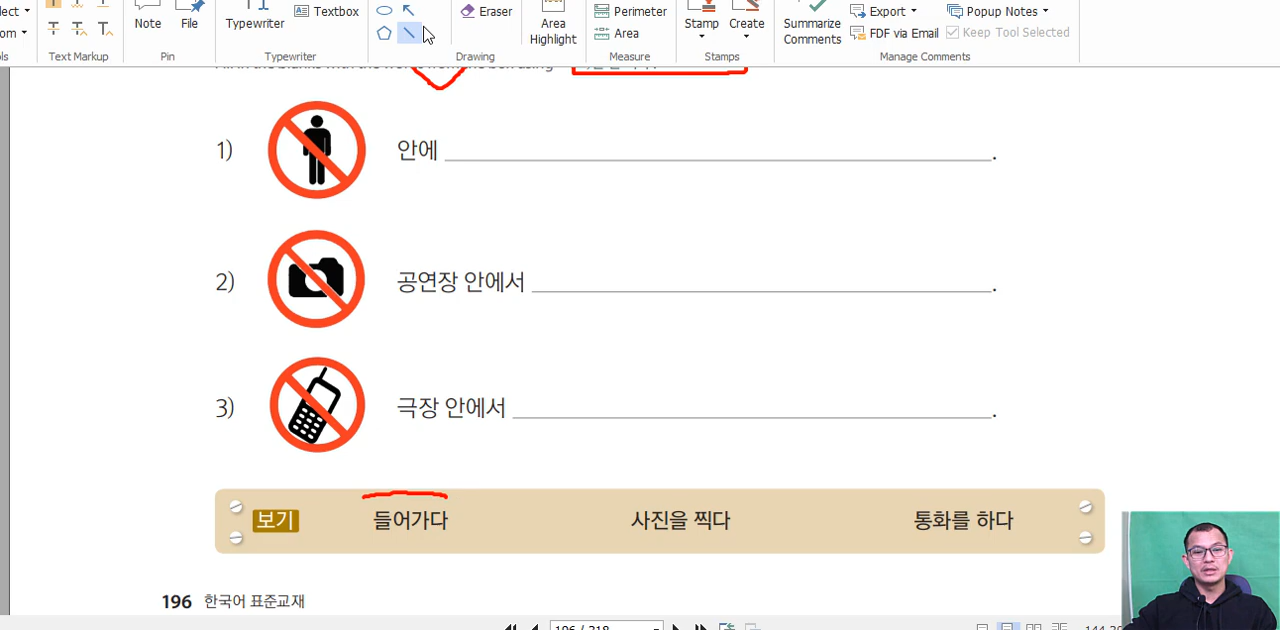 Note
File
Typewriter
Textbox
Eraser
Area
Highlight
Perimeter
Area
Stamp
Create
Summarize
Comments
Export
FDF via Email
Popup Notes
Keep Tool Selected
Text Markup
Pin
Typewriter
Drawing
Measure
Stamps
Manage Comments
1) 안에 .
2) 공연장 안에서 .
3) 극장 안에서 .
보기 들어가다 사진을 찍다 통화를 하다
196 한국어 표준교재
196 / 218